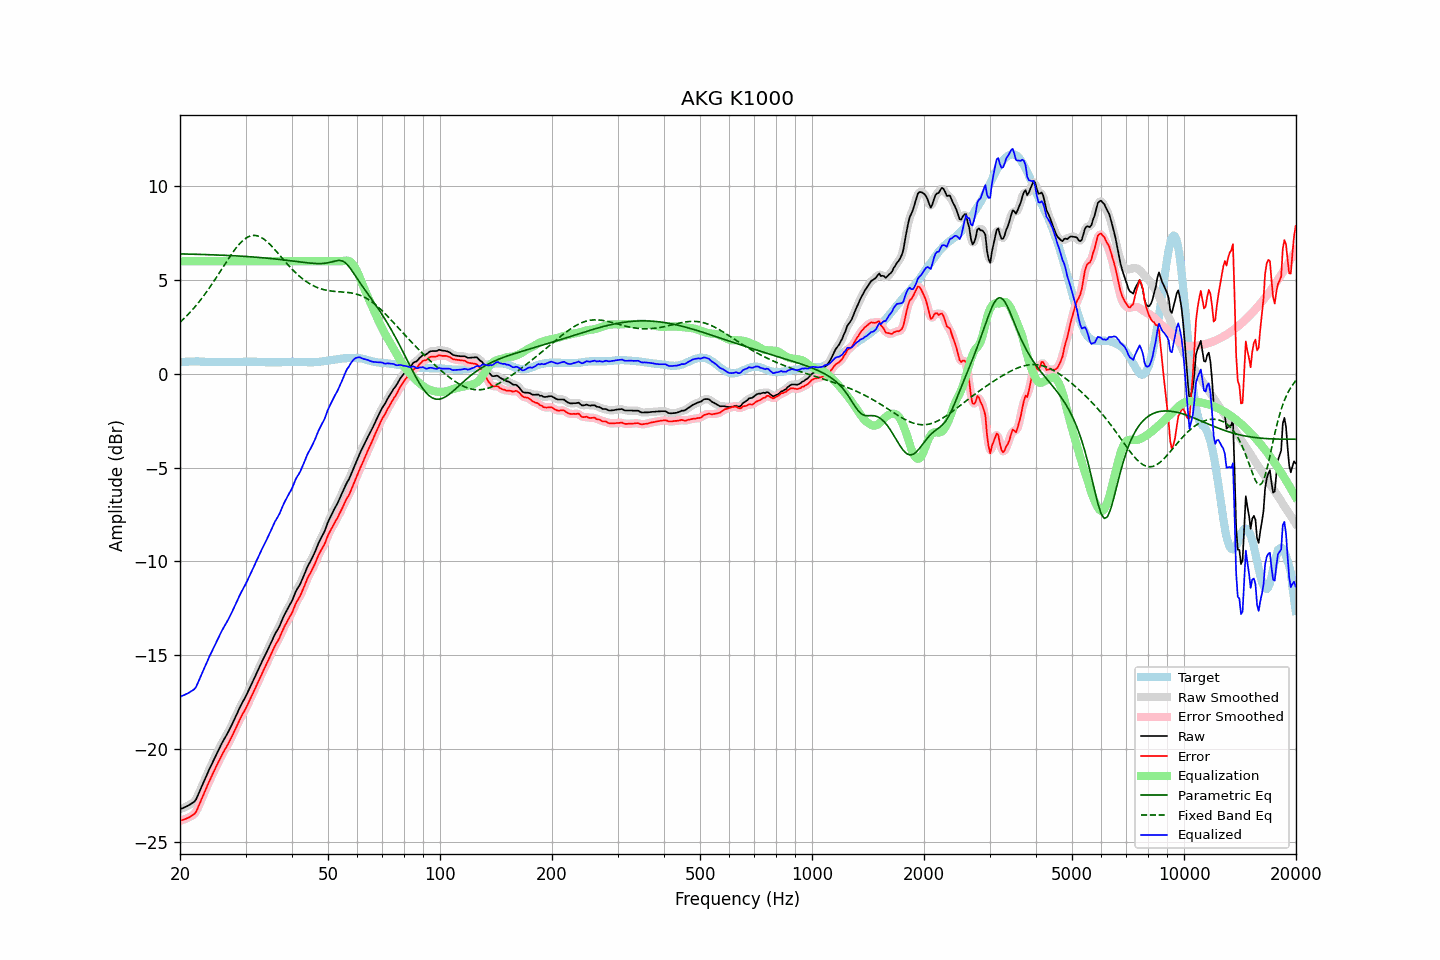 AKG K1000
Amplitude (dBr)
10
5
0
−5
−10
−15
−20
−25
20
50
100
200
500
1000
2000
5000
10000
20000
Frequency (Hz)
Target
Raw Smoothed
Error Smoothed
Raw
Error
Equalization
Parametric Eq
Fixed Band Eq
Equalized